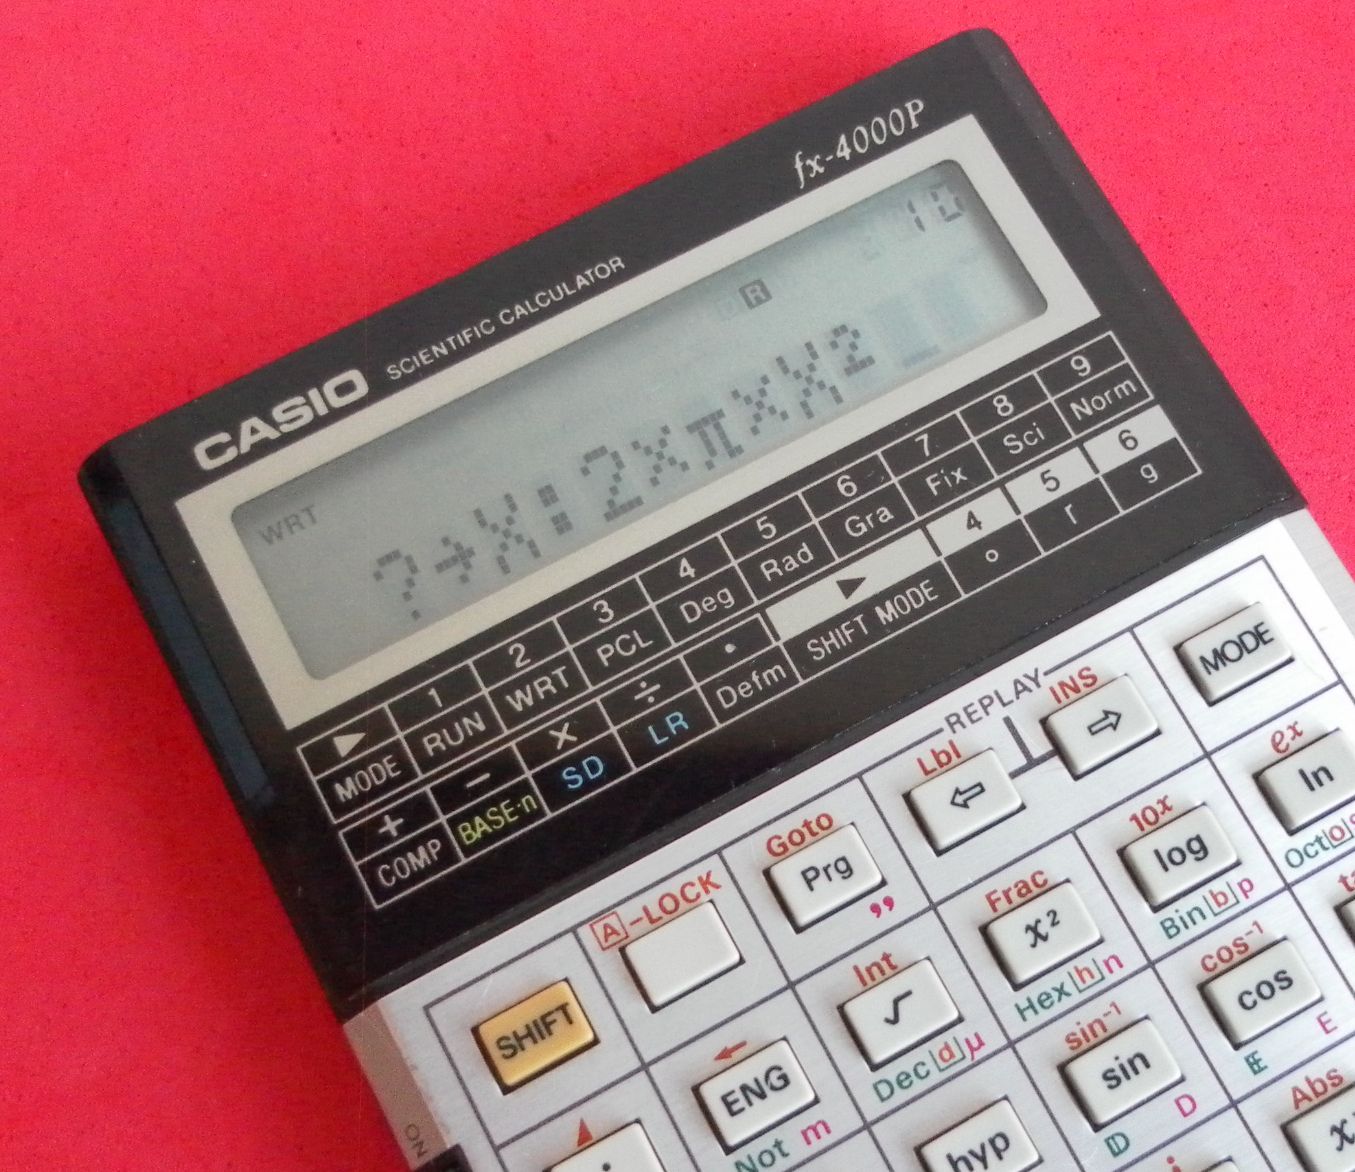 fx-4000P
CASIO SCIENTIFIC CALCULATOR
10
R
WRT
?→X:2×π×X²
▶ 1 2 3 4 5 6 7 8 9
MODE RUN WRT PCL Deg Rad Gra Fix Sci Norm
+ − × ÷ · ▶ 4 5 6
COMP BASE-n SD LR Defm SHIFT MODE ° r g
MODE
REPLAY
INS
⇨
Lbl
⇦
Goto
Prg
"
A-LOCK
SHIFT
eˣ
ln
10ˣ
log
Bin b p
Frac
x²
Hex h n
Int
√
Dec d μ
←
ENG
Not m
cos⁻¹
cos
E
sin⁻¹
sin
D
hyp
Abs
ON